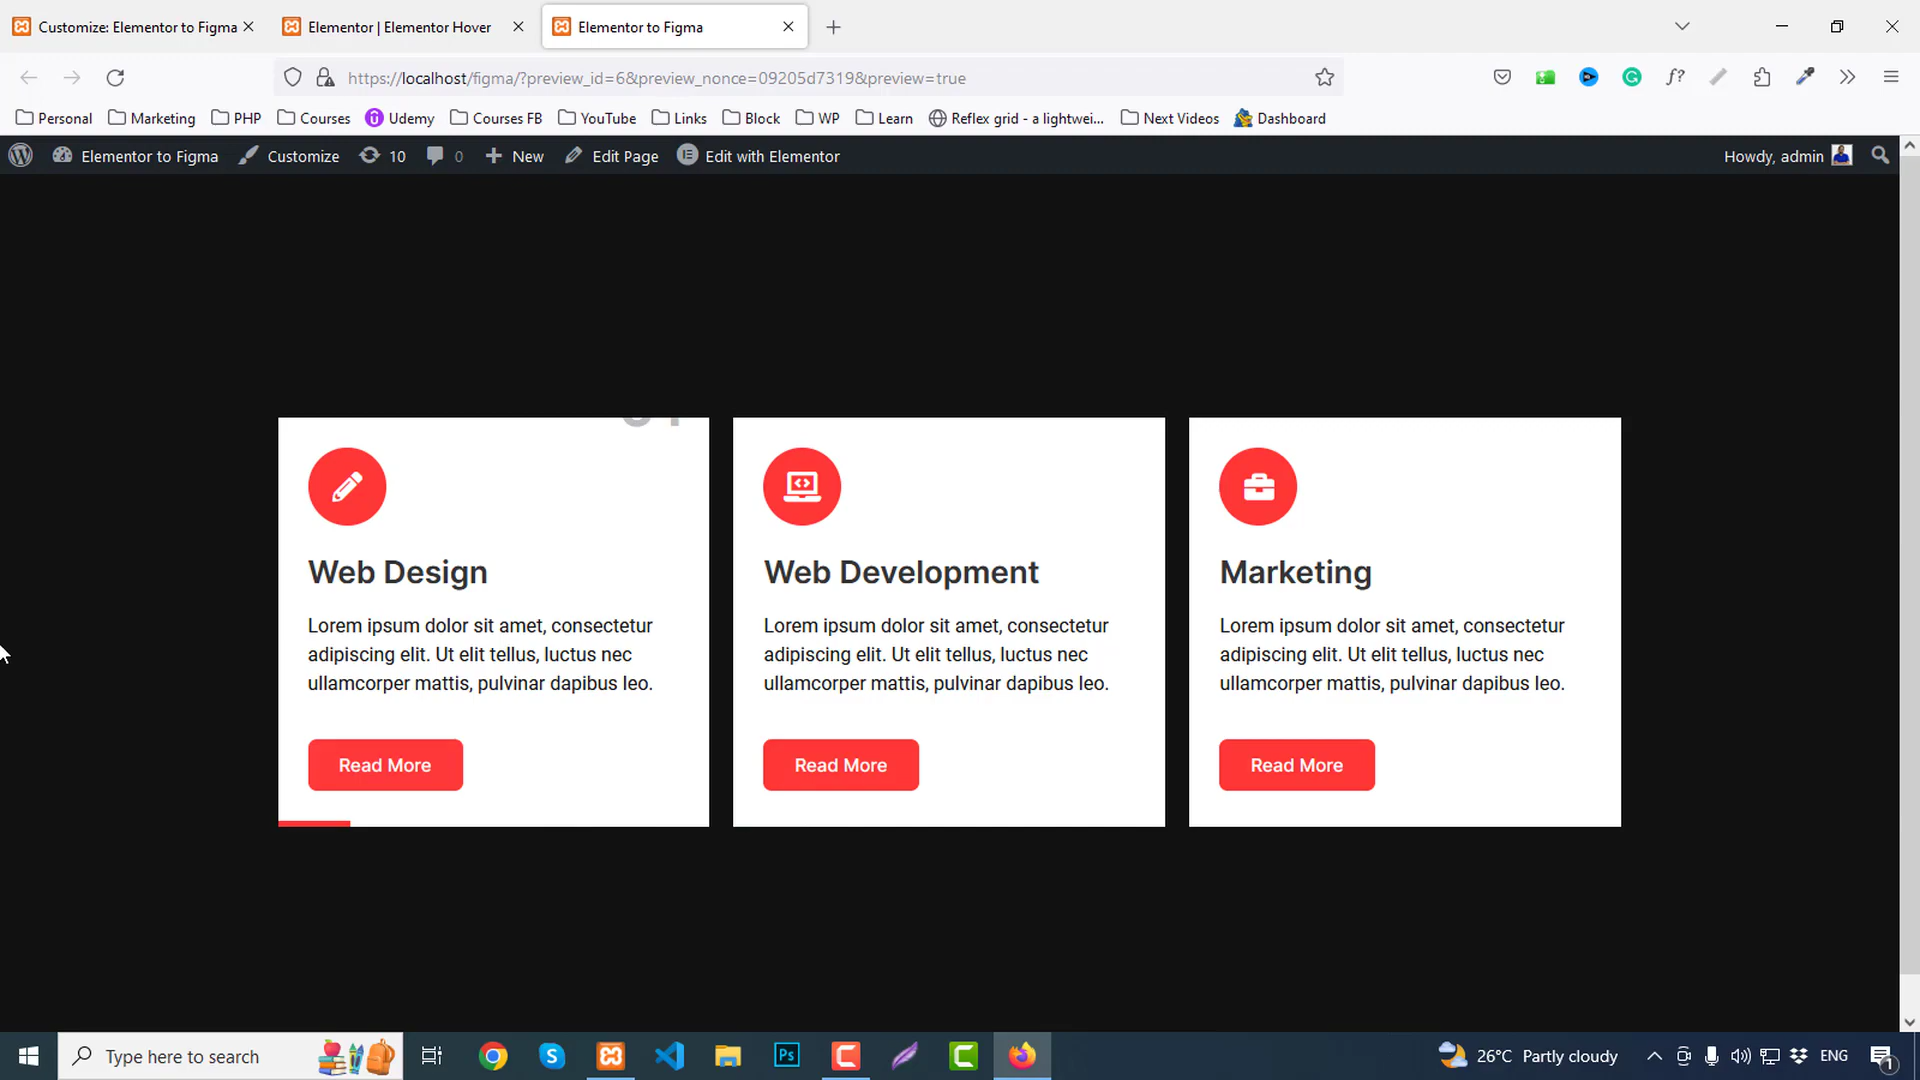 Customize: Elementor to Figma
Elementor | Elementor Hover
Elementor to Figma
https://localhost/figma/?preview_id=6&preview_nonce=09205d7319&preview=true
f?
Personal
Marketing
PHP
Courses
Udemy
Courses FB
YouTube
Links
Block
WP
Learn
Reflex grid - a lightwei...
Next Videos
Dashboard
Elementor to Figma
Customize
10
0
New
Edit Page
Edit with Elementor
Howdy, admin
Web Design
Lorem ipsum dolor sit amet, consectetur
adipiscing elit. Ut elit tellus, luctus nec
ullamcorper mattis, pulvinar dapibus leo.
Read More
Web Development
Lorem ipsum dolor sit amet, consectetur
adipiscing elit. Ut elit tellus, luctus nec
ullamcorper mattis, pulvinar dapibus leo.
Read More
Marketing
Lorem ipsum dolor sit amet, consectetur
adipiscing elit. Ut elit tellus, luctus nec
ullamcorper mattis, pulvinar dapibus leo.
Read More
Type here to search
Ps
26°C Partly cloudy
ENG
1